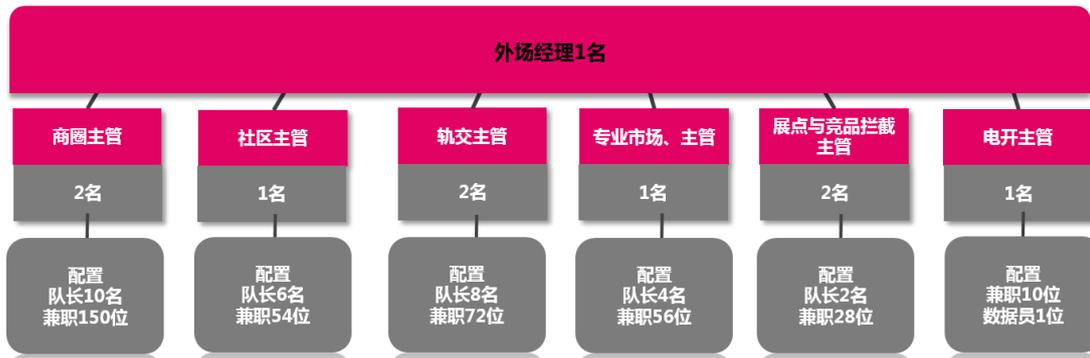 外场经理1名
商圈主管
2名
配置
队长10名
兼职150位
社区主管
1名
配置
队长6名
兼职54位
轨交主管
2名
配置
队长8名
兼职72位
专业市场、主管
1名
配置
队长4名
兼职56位
展点与竞品拦截
主管
2名
配置
队长2名
兼职28位
电开主管
1名
配置
兼职10位
数据员1位